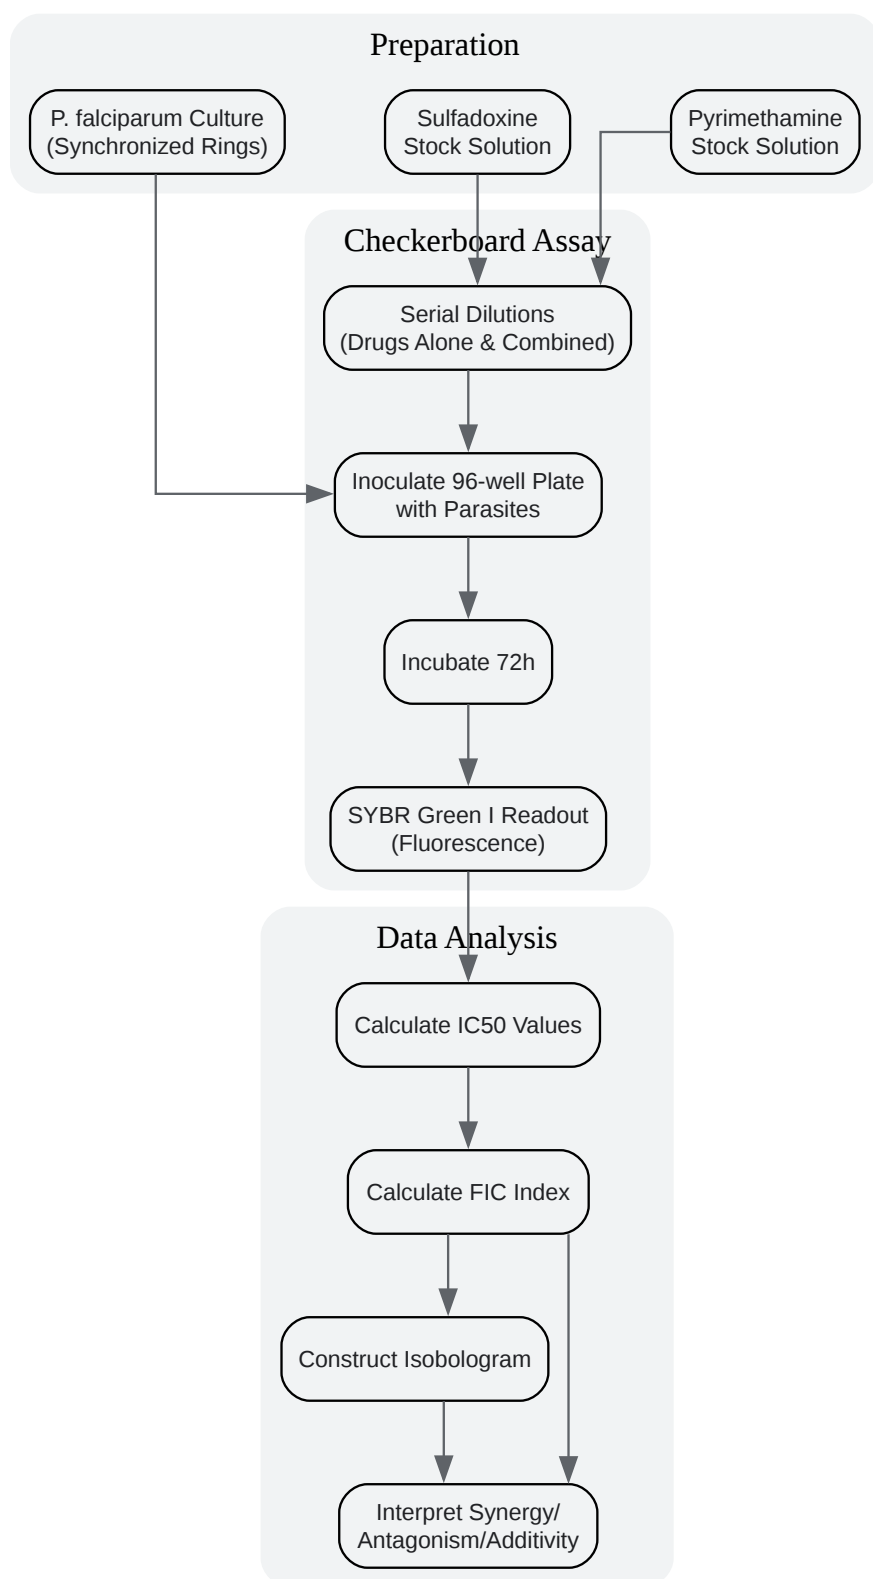 Preparation
P. falciparum Culture
(Synchronized Rings)
Sulfadoxine
Stock Solution
Pyrimethamine
Stock Solution
Checkerboard Assay
Serial Dilutions
(Drugs Alone & Combined)
Inoculate 96-well Plate
with Parasites
Incubate 72h
SYBR Green I Readout
(Fluorescence)
Data Analysis
Calculate IC50 Values
Calculate FIC Index
Construct Isobologram
Interpret Synergy/
Antagonism/Additivity